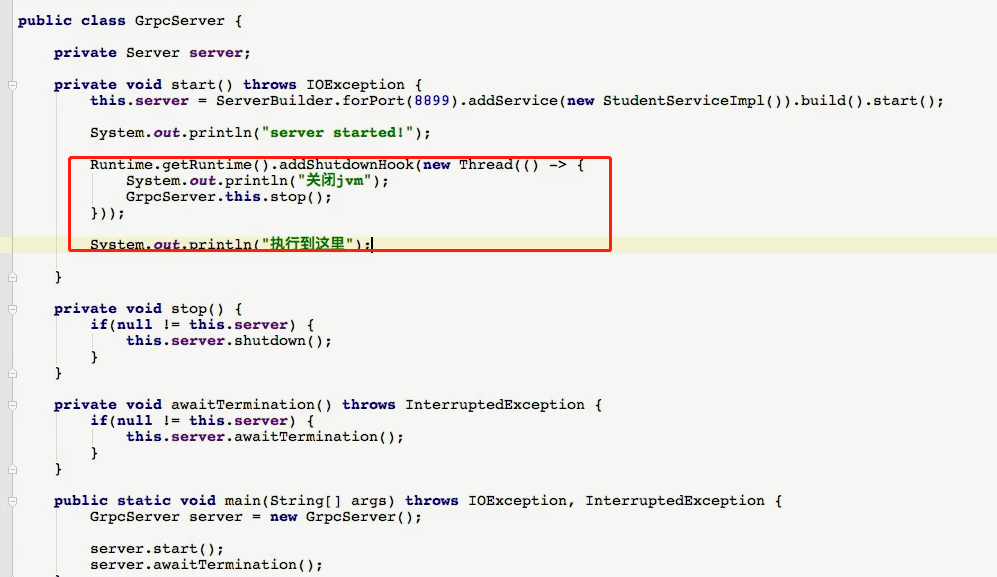 public class GrpcServer {
private Server server;
private void start() throws IOException {
this.server = ServerBuilder.forPort(8899).addService(new StudentServiceImpl()).build().start();
System.out.println("server started!");
Runtime.getRuntime().addShutdownHook(new Thread(() -> {
System.out.println("关闭jvm");
GrpcServer.this.stop();
}));
System.out.println("执行到这里");
}
private void stop() {
if(null != this.server) {
this.server.shutdown();
}
}
private void awaitTermination() throws InterruptedException {
if(null != this.server) {
this.server.awaitTermination();
}
}
public static void main(String[] args) throws IOException, InterruptedException {
GrpcServer server = new GrpcServer();
server.start();
server.awaitTermination();